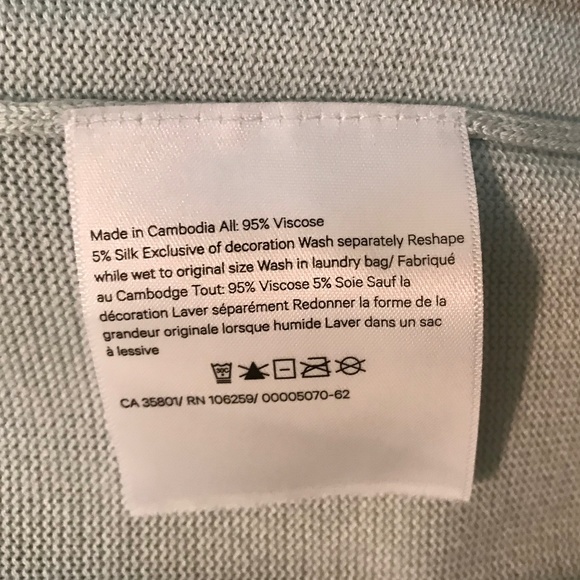 Made in Cambodia All: 95% Viscose
5% Silk Exclusive of decoration Wash separately Reshape
while wet to original size Wash in laundry bag/ Fabriqué
au Cambodge Tout: 95% Viscose 5% Soie Sauf la
décoration Laver séparément Redonner la forme de la
grandeur originale lorsque humide Laver dans un sac
à lessive
30C
CA 35801/ RN 106259/ 00005070-62